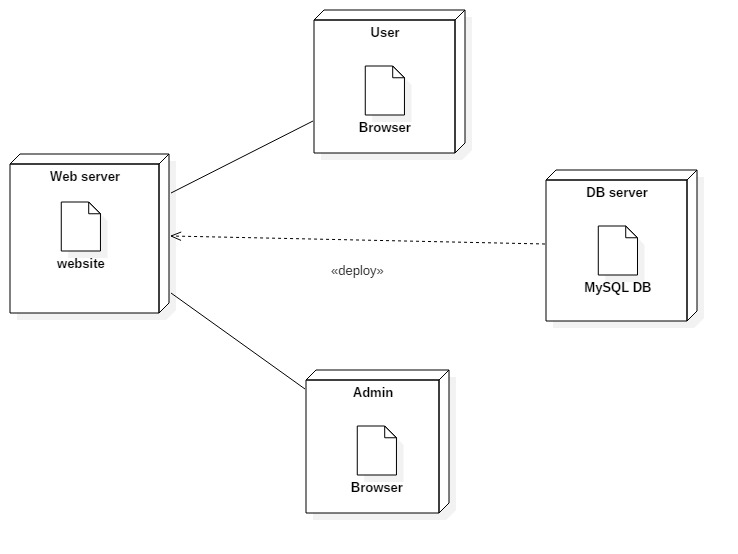 User
Browser
Web server
website
DB server
MySQL DB
«deploy»
Admin
Browser